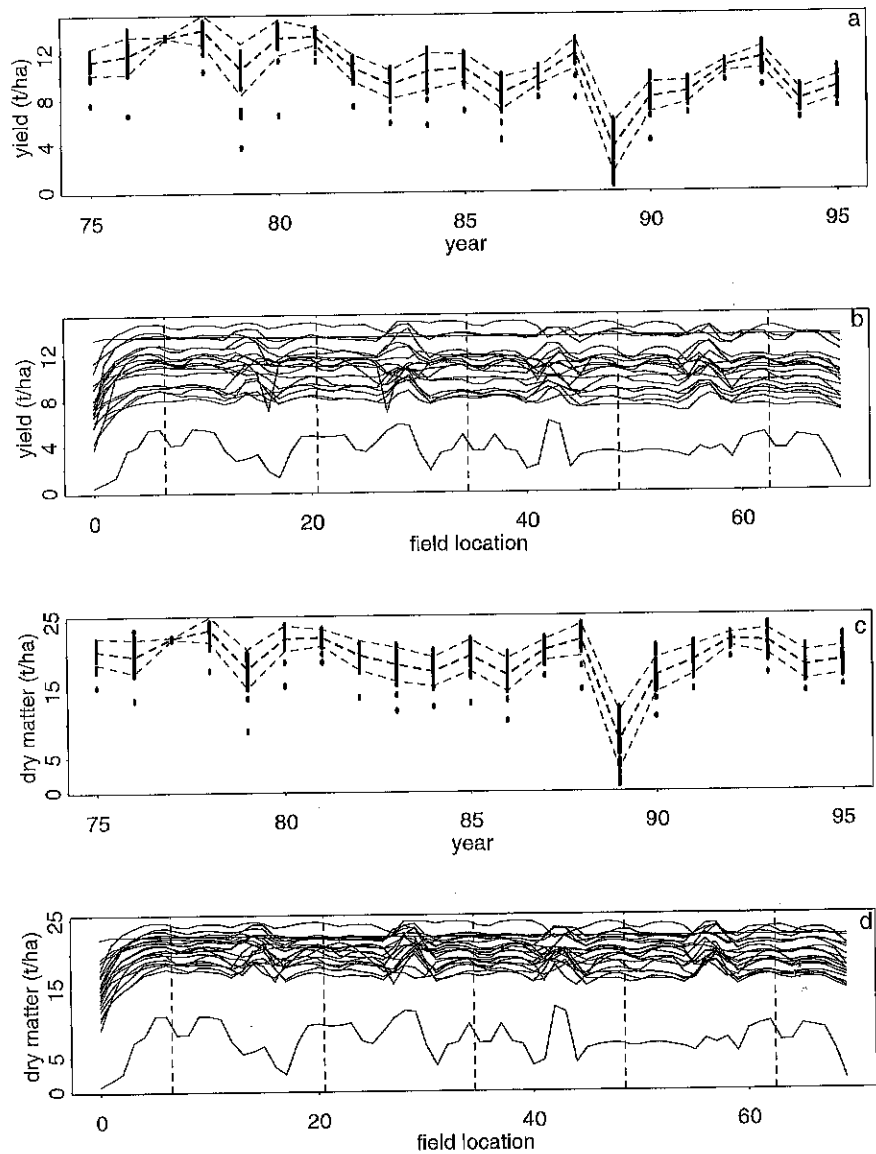 a
yield (t/ha)
0 4 8 12
75 80 85 90 95
year
b
yield (t/ha)
0 4 8 12
0 20 40 60
field location
c
dry matter (t/ha)
0 5 15 25
75 80 85 90 95
year
d
dry matter (t/ha)
0 5 15 25
0 20 40 60
field location